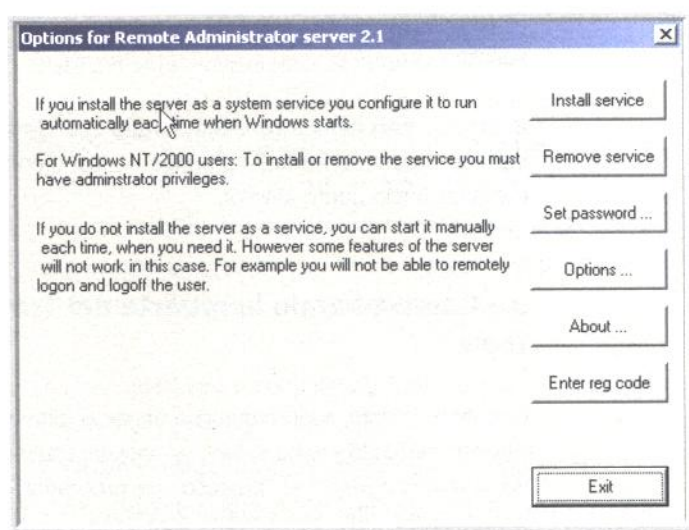 Options for Remote Administrator server 2.1
If you install the server as a system service you configure it to run
automatically each time when Windows starts.
For Windows NT/2000 users: To install or remove the service you must
have adminstrator privileges.
If you do not install the server as a service, you can start it manually
each time, when you need it. However some features of the server
will not work in this case. For example you will not be able to remotely
logon and logoff the user.
Install service
Remove service
Set password ...
Options ...
About ...
Enter reg code
Exit